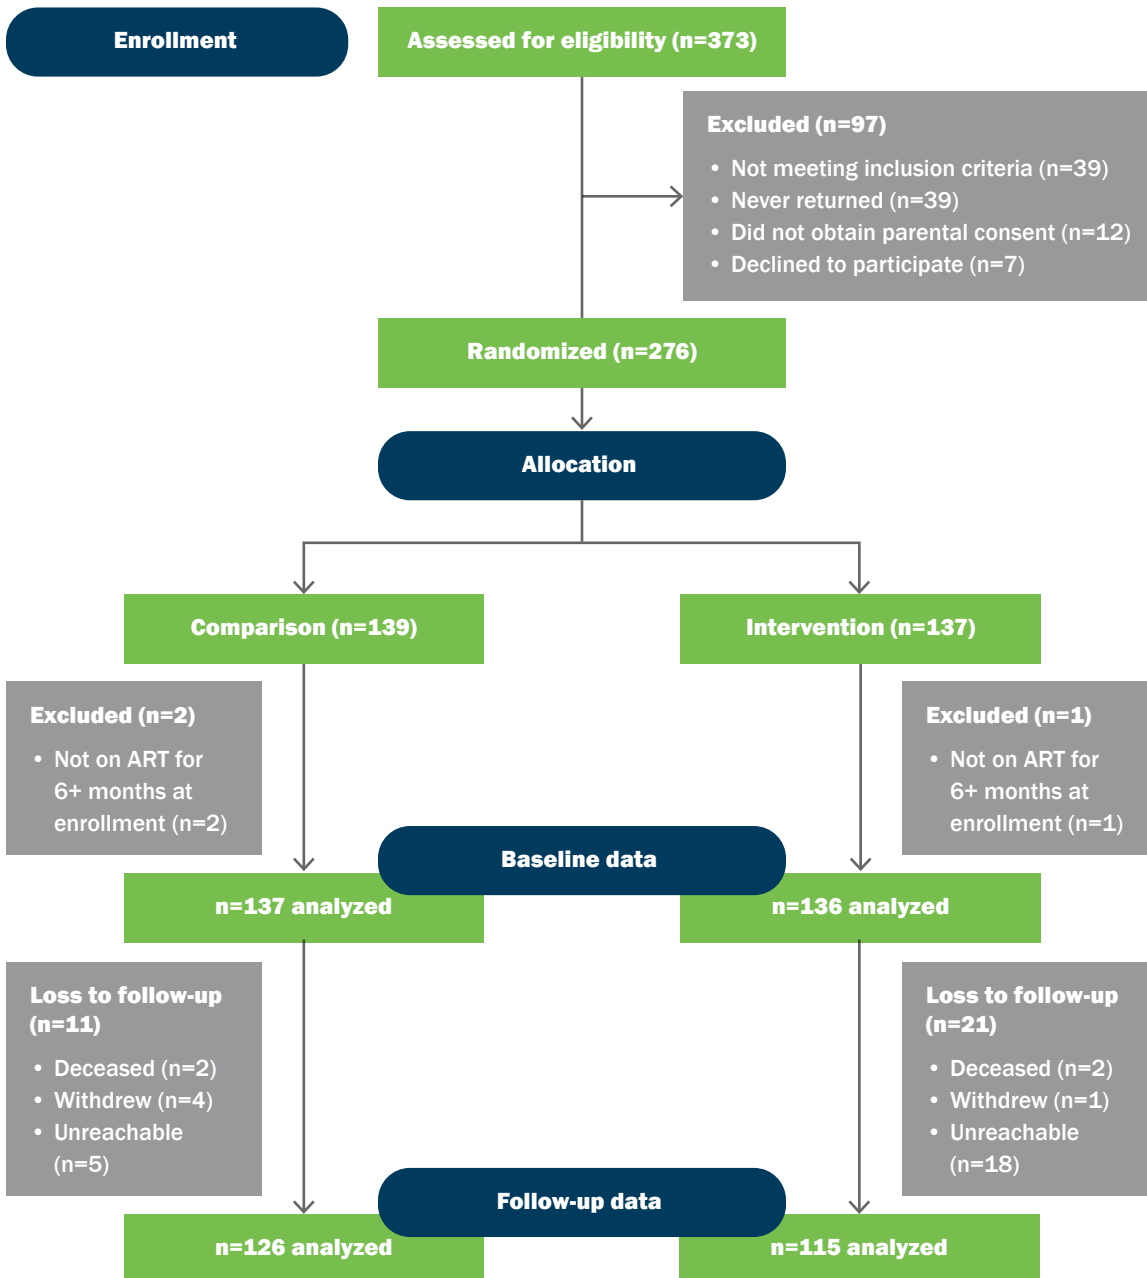 Enrollment
Assessed for eligibility (n=373)
Excluded (n=97)
• Not meeting inclusion criteria (n=39)
• Never returned (n=39)
• Did not obtain parental consent (n=12)
• Declined to participate (n=7)
Randomized (n=276)
Allocation
Comparison (n=139)
Intervention (n=137)
Excluded (n=2)
• Not on ART for
6+ months at
enrollment (n=2)
Excluded (n=1)
• Not on ART for
6+ months at
enrollment (n=1)
Baseline data
n=137 analyzed
n=136 analyzed
Loss to follow-up
(n=11)
• Deceased (n=2)
• Withdrew (n=4)
• Unreachable
(n=5)
Loss to follow-up
(n=21)
• Deceased (n=2)
• Withdrew (n=1)
• Unreachable
(n=18)
Follow-up data
n=126 analyzed
n=115 analyzed